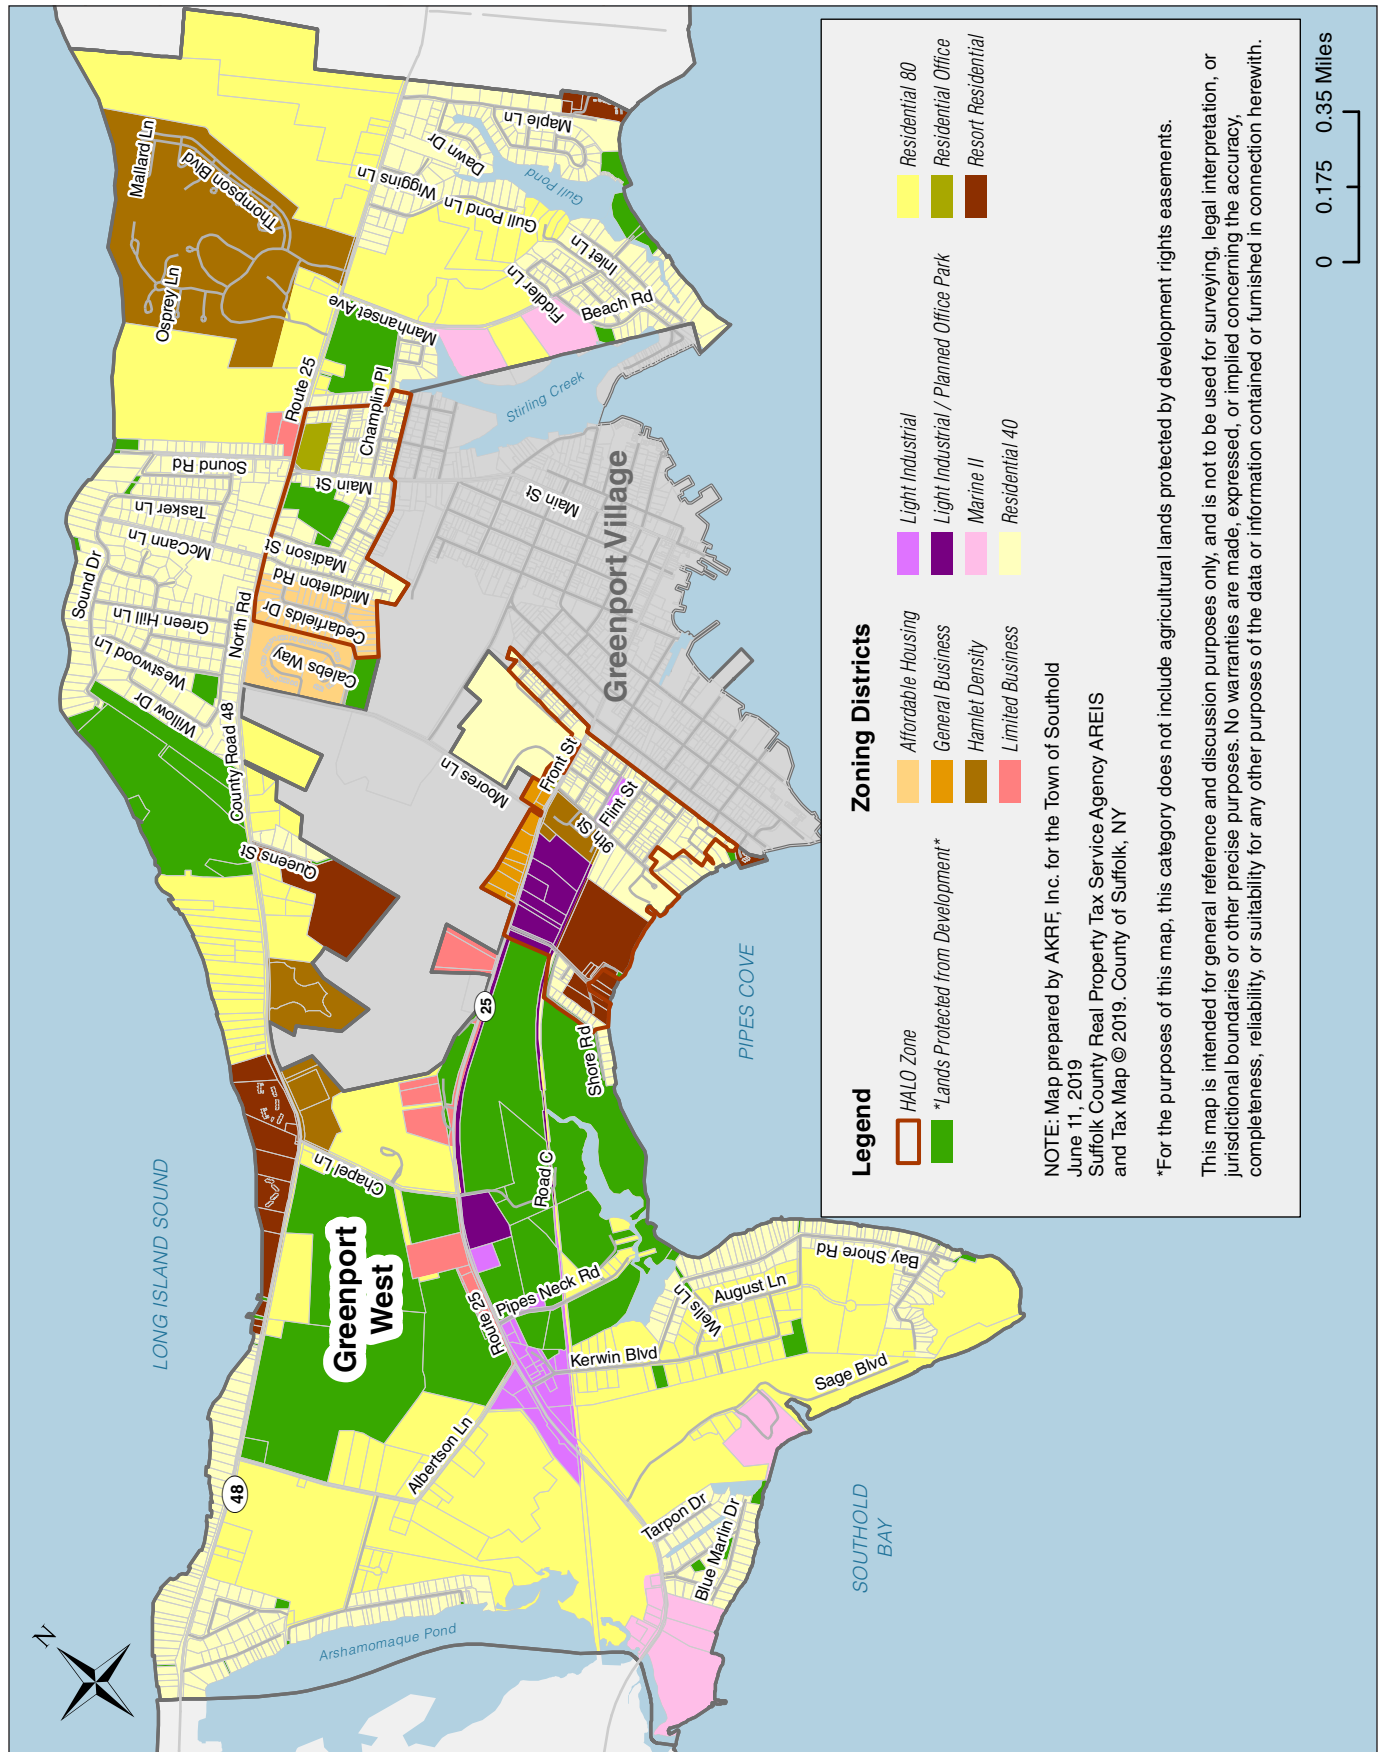 LONG ISLAND SOUND
48
Greenport
West
Albertson Ln
Arshamomaque Pond
Chapel Ln
Route 25
Pipes Neck Rd
Road C
Kerwin Blvd
Wells Ln
August Ln
Bay Shore Rd
Sage Blvd
Tarpon Dr
Blue Marlin Dr
SOUTHOLD
BAY
Shore Rd
PIPES COVE
25
Queens St
County Road 48
Willow Dr
Westwood Ln
Green Hill Ln
Sound Dr
McCann Ln
Tasker Ln
Sound Rd
North Rd
Calebs Way
Cedarfields Dr
Middleton Rd
Madison St
Main St
Champlin Pl
Moores Ln
Front St
9th St
Flint St
Main St
Greenport Village
Stirling Creek
Route 25
Manhanset Ave
Osprey Ln
Mallard Ln
Thompson Blvd
Wiggins Ln
Gull Pond Ln
Dawn Dr
Maple Ln
Gull Pond
Fiddler Ln
Inlet Ln
Beach Rd
N
Legend
HALO Zone
*Lands Protected from Development*
Zoning Districts
Affordable Housing
General Business
Hamlet Density
Limited Business
Light Industrial
Light Industrial / Planned Office Park
Marine II
Residential 40
Residential 80
Residential Office
Resort Residential
NOTE: Map prepared by AKRF, Inc. for the Town of Southold
June 11, 2019
Suffolk County Real Property Tax Service Agency AREIS
and Tax Map © 2019. County of Suffolk, NY
*For the purposes of this map, this category does not include agricultural lands protected by development rights easements.
This map is intended for general reference and discussion purposes only, and is not to be used for surveying, legal interpretation, or
jurisdictional boundaries or other precise purposes. No warranties are made, expressed, or implied concerning the accuracy,
completeness, reliability, or suitability for any other purposes of the data or information contained or furnished in connection herewith.
0 0.175 0.35 Miles